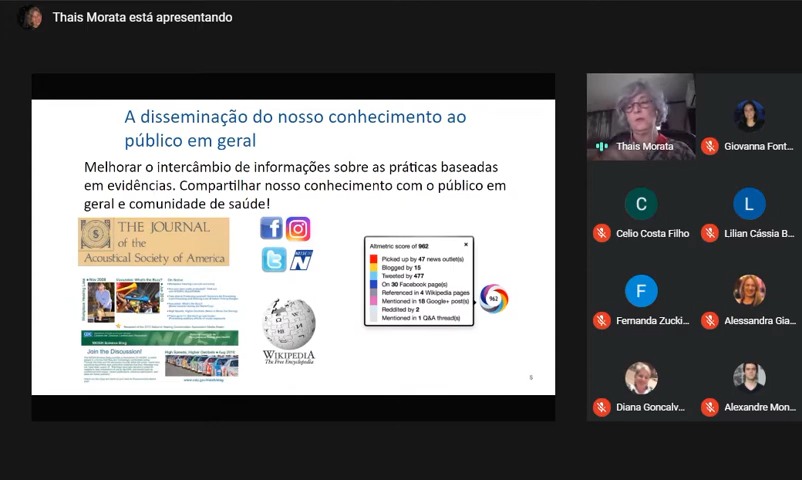 Thais Morata está apresentando
A disseminação do nosso conhecimento ao
público em geral
Melhorar o intercâmbio de informações sobre as práticas baseadas
em evidências. Compartilhar nosso conhecimento com o público em
geral e comunidade de saúde!
THE JOURNAL
of the
Acoustical Society of America
Join the Discussion!
WIKIPEDIA
The Free Encyclopedia
Altmetric score of 962
Picked up by 47 news outlet(s)
Blogged by 15
Tweeted by 477
On 30 Facebook page(s)
Referenced in 4 Wikipedia pages
Mentioned in 18 Google+ post(s)
Reddited by 2
Mentioned in 1 Q&A thread(s)
962
6
Thais Morata
Giovanna Font...
C
Celio Costa Filho
L
Lilian Cássia B...
F
Fernanda Zucki...
Alessandra Gia...
Diana Goncalv...
Alexandre Mon...